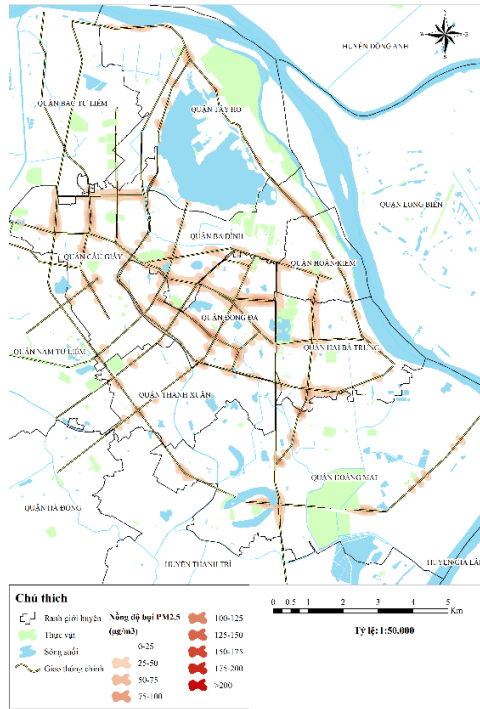 N
W
E
S
HUYỆN ĐÔNG ANH
QUẬN BẮC TỪ LIÊM
QUẬN TÂY HỒ
QUẬN LONG BIÊN
QUẬN BA ĐÌNH
QUẬN CẦU GIẤY
QUẬN HOÀN KIẾM
QUẬN ĐỐNG ĐA
QUẬN HAI BÀ TRƯNG
QUẬN NAM TỪ LIÊM
QUẬN THANH XUÂN
QUẬN HOÀNG MAI
QUẬN HÀ ĐÔNG
HUYỆN THANH TRÌ
HUYỆN GIA LÂ
Chú thích
Ranh giới huyện
Thực vật
Sông suối
Giao thông chính
Nồng độ bụi PM2,5
(µg/m3)
0-25
25-50
50-75
75-100
100-125
125-150
150-175
175-200
>200
0 0.5 1 2 3 4 5
Km
Tỷ lệ: 1:50.000